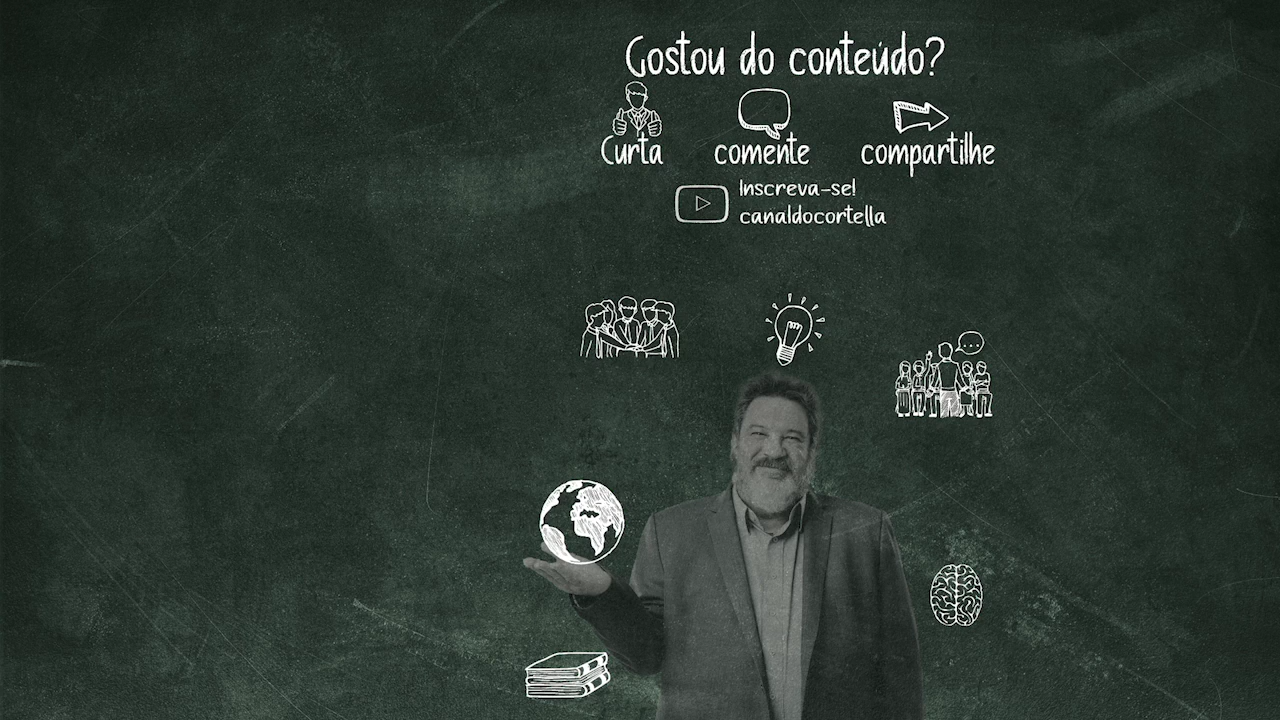 Gostou do conteúdo?
Curta comente compartilhe
Inscreva-se!
canaldocortella